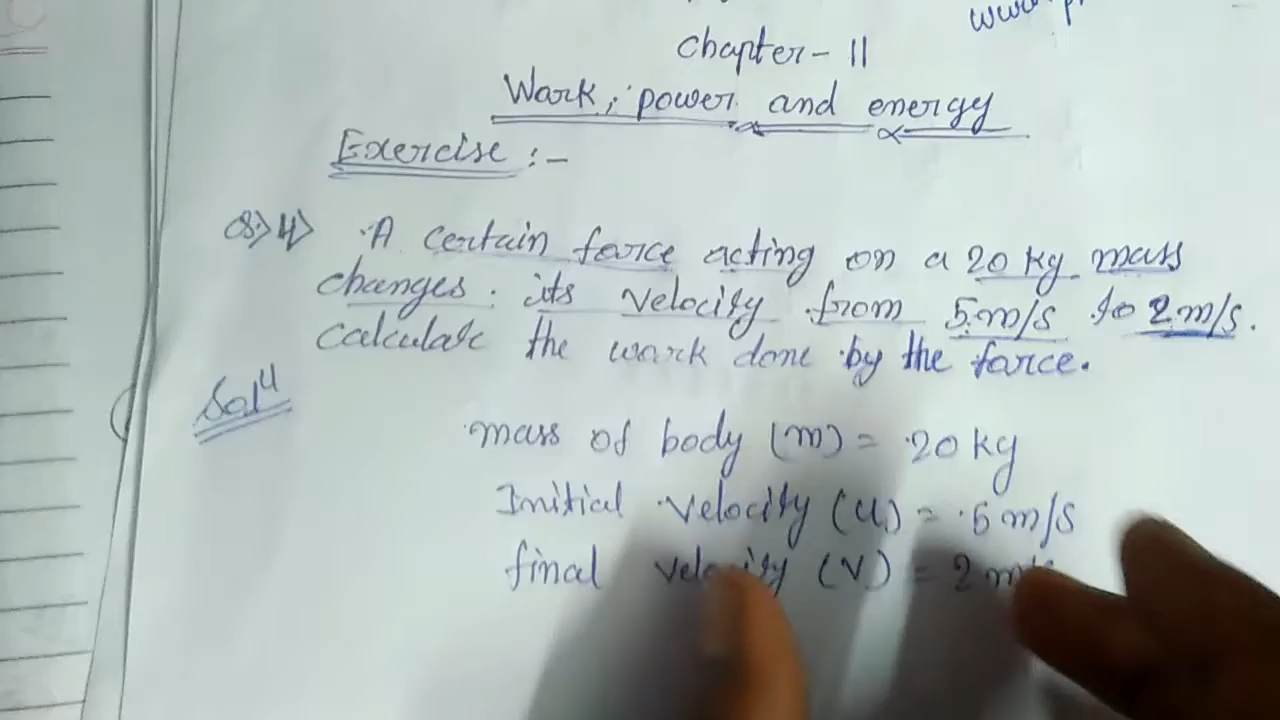 Chapter - 11
Work, power and energy
Exercise :-
Q.4> A certain force acting on a 20 kg mass
changes its velocity from 5 m/s to 2 m/s.
calculate the work done by the force.
Solⁿ
mass of body (m) = 20 kg
Initial velocity (u) = 5 m/s
final velocity (v) = 2 m/s